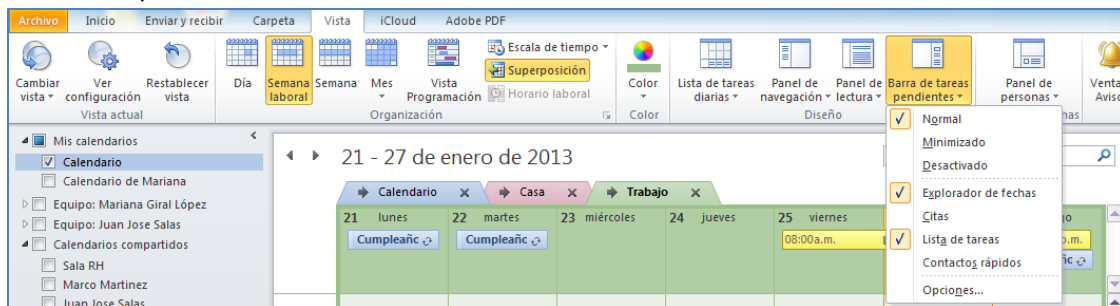 Archivo Inicio Enviar y recibir Carpeta Vista iCloud Adobe PDF
Cambiar vista Ver configuración Restablecer vista
Vista actual
Día Semana laboral Semana Mes Vista Programación
Escala de tiempo
Superposición
Horario laboral
Organización
Color
Color
Lista de tareas diarias Panel de navegación Panel de lectura Barra de tareas pendientes
Diseño
Panel de personas
Normal
Minimizado
Desactivado
Explorador de fechas
Citas
Lista de tareas
Contactos rápidos
Opciones...
Mis calendarios
Calendario
Calendario de Mariana
Equipo: Mariana Giral López
Equipo: Juan Jose Salas
Calendarios compartidos
Sala RH
Marco Martinez
Juan Jose Salas
21 - 27 de enero de 2013
Calendario Casa Trabajo
21 lunes 22 martes 23 miércoles 24 jueves 25 viernes
Cumpleañc Cumpleañc 08:00a.m.